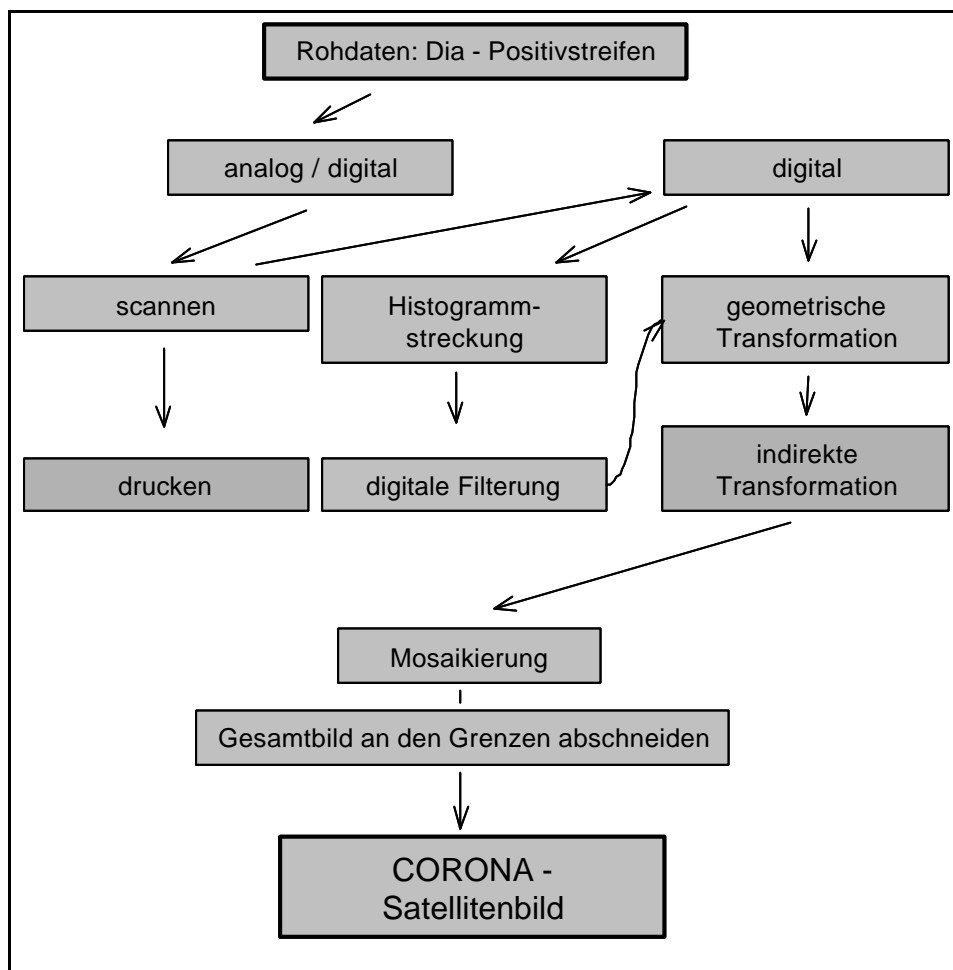 Rohdaten: Dia - Positivstreifen
analog / digital
digital
scannen
Histogramm-
streckung
geometrische
Transformation
drucken
digitale Filterung
indirekte
Transformation
Mosaikierung
Gesamtbild an den Grenzen abschneiden
CORONA -
Satellitenbild